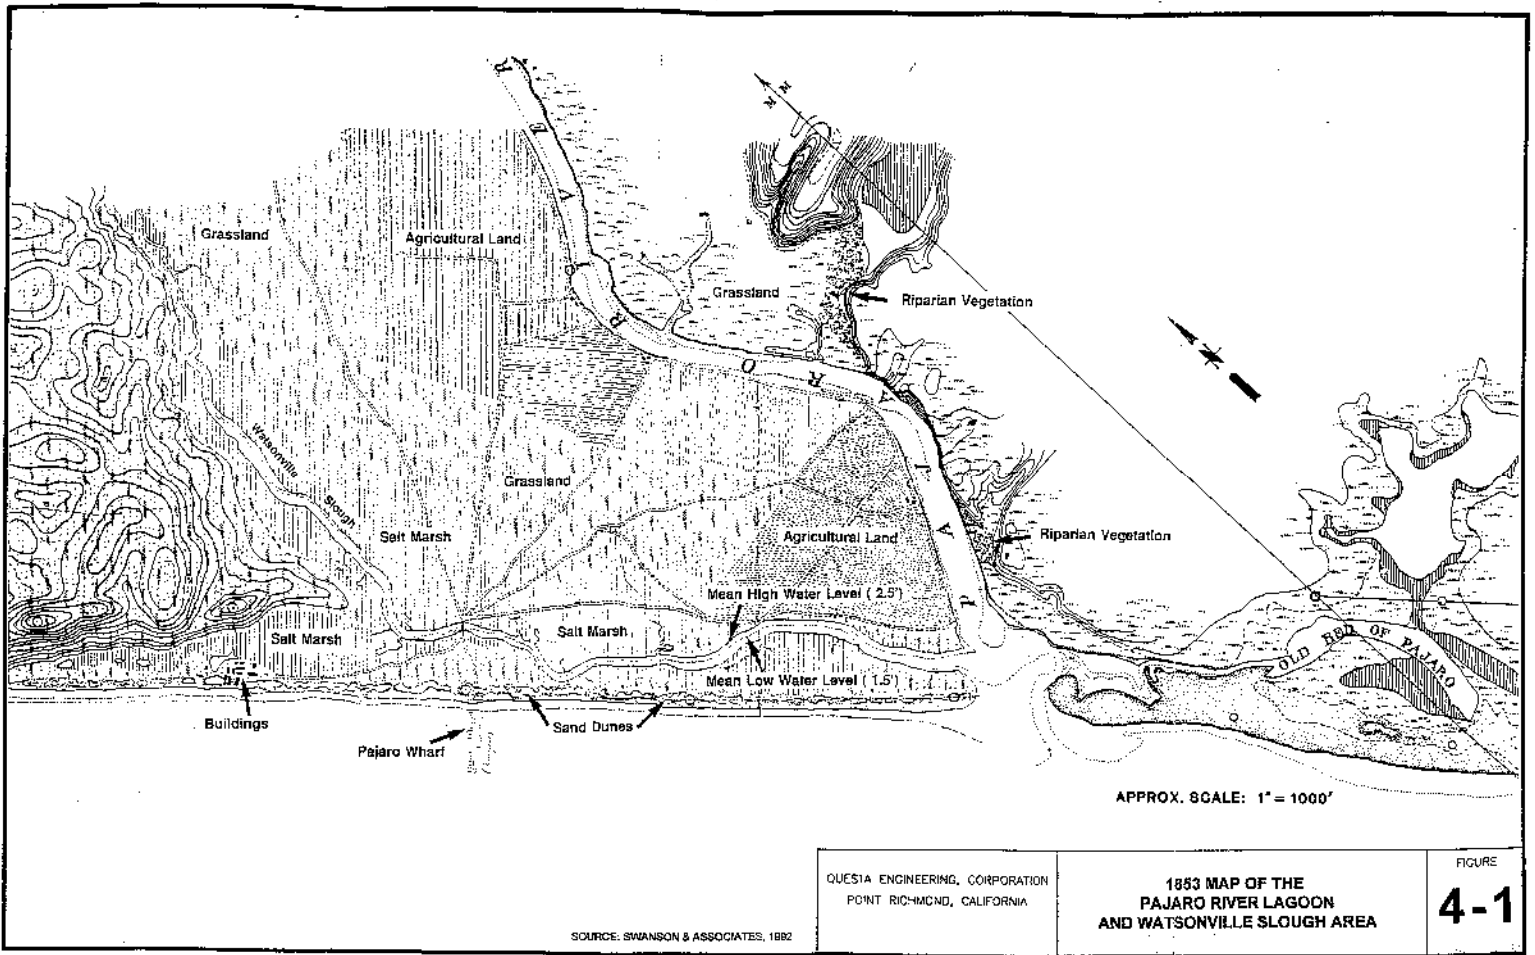 Grassland
Agricultural Land
Grassland
Riparian Vegetation
PAJARO RIVER
Watsonville
Slough
Grassland
Salt Marsh
Agricultural Land
Riparian Vegetation
Mean High Water Level ( 2.5')
Salt Marsh
Salt Marsh
OLD BED OF PAJARO
Mean Low Water Level ( 1.5')
Buildings
Sand Dunes
Pajaro Wharf
APPROX. SCALE: 1" = 1000'
QUESTA ENGINEERING, CORPORATION
POINT RICHMOND, CALIFORNIA
1853 MAP OF THE
PAJARO RIVER LAGOON
AND WATSONVILLE SLOUGH AREA
FIGURE
4-1
SOURCE: SWANSON & ASSOCIATES, 1992